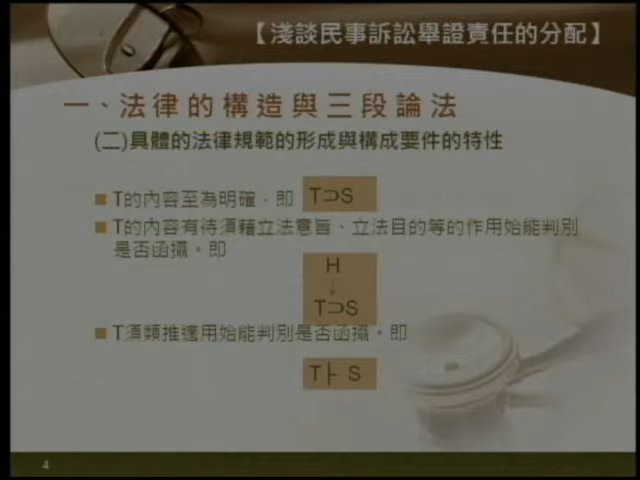 【淺談民事訴訟舉證責任的分配】
一、法律的構造與三段論法
(二)具體的法律規範的形成與構成要件的特性
T的內容至為明確，即 T⊃S
T的內容有待須藉立法意旨、立法目的等的作用始能判別
是否函攝。即
H
↓
T⊃S
T須類推適用始能判別是否函攝。即
T├ S
4